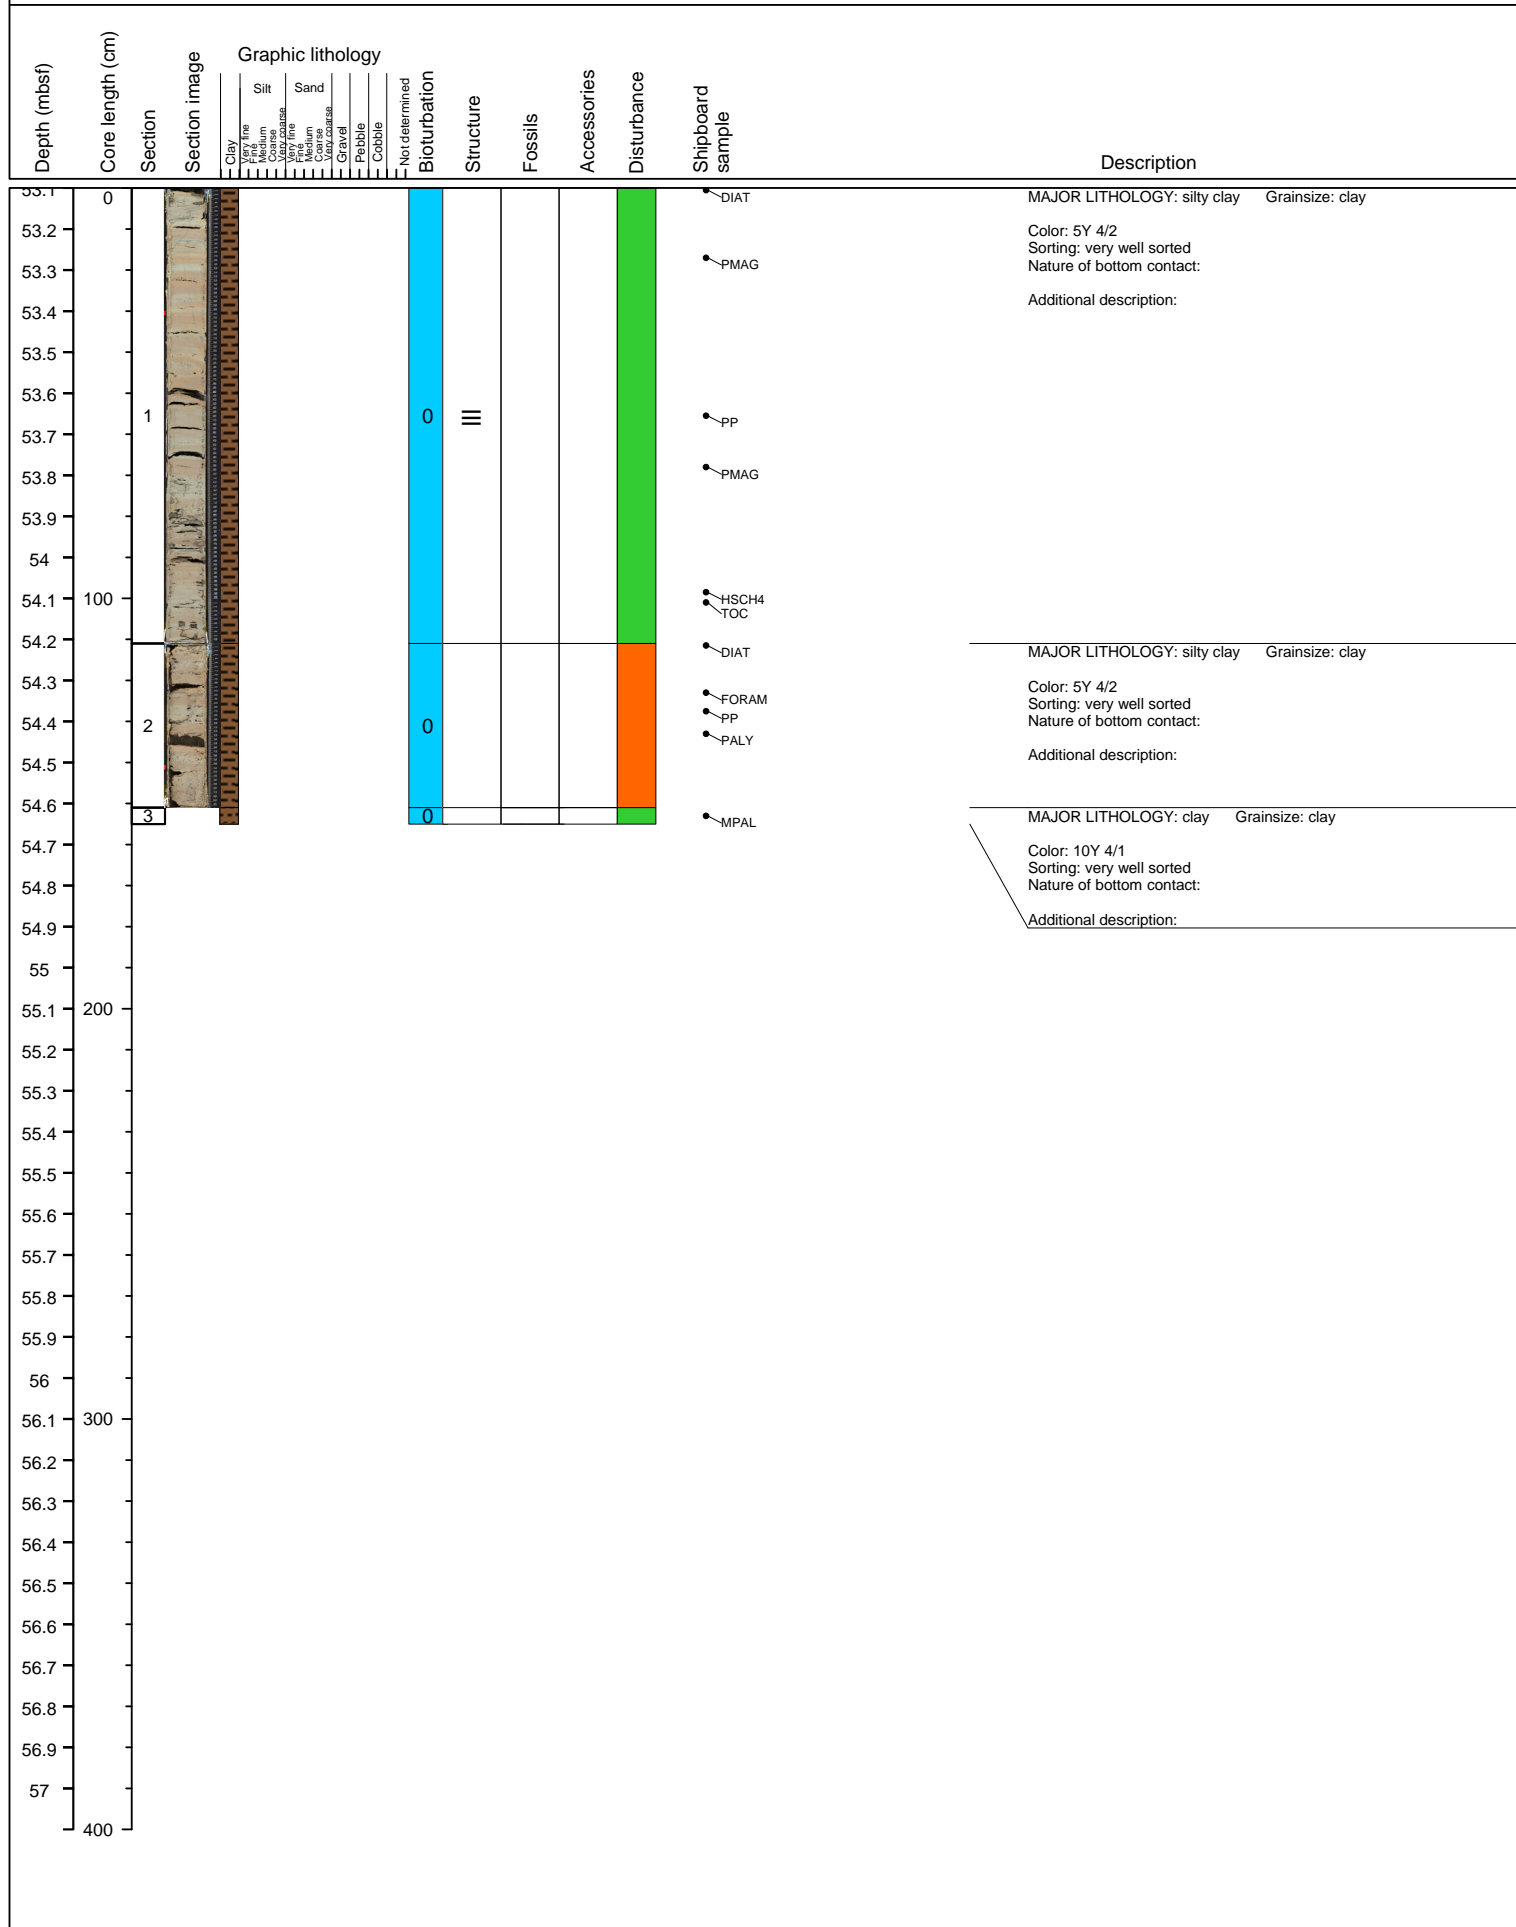 Depth (mbsf)
Core length (cm)
Section
Section image
Graphic lithology
Clay
Silt
Very fine
Fine
Medium
Coarse
Very coarse
Sand
Very fine
Fine
Medium
Coarse
Very coarse
Gravel
Pebble
Cobble
Not determined
Bioturbation
Structure
Fossils
Accessories
Disturbance
Shipboard
sample
Description
53.1
53.2
53.3
53.4
53.5
53.6
53.7
53.8
53.9
54
54.1
54.2
54.3
54.4
54.5
54.6
54.7
54.8
54.9
55
55.1
55.2
55.3
55.4
55.5
55.6
55.7
55.8
55.9
56
56.1
56.2
56.3
56.4
56.5
56.6
56.7
56.8
56.9
57
0
100
200
300
400
1
2
3
0
0
0
DIAT
PMAG
PP
PMAG
HSCH4
TOC
DIAT
FORAM
PP
PALY
MPAL
MAJOR LITHOLOGY: silty clay Grainsize: clay
Color: 5Y 4/2
Sorting: very well sorted
Nature of bottom contact:
Additional description:
MAJOR LITHOLOGY: silty clay Grainsize: clay
Color: 5Y 4/2
Sorting: very well sorted
Nature of bottom contact:
Additional description:
MAJOR LITHOLOGY: clay Grainsize: clay
Color: 10Y 4/1
Sorting: very well sorted
Nature of bottom contact:
Additional description: